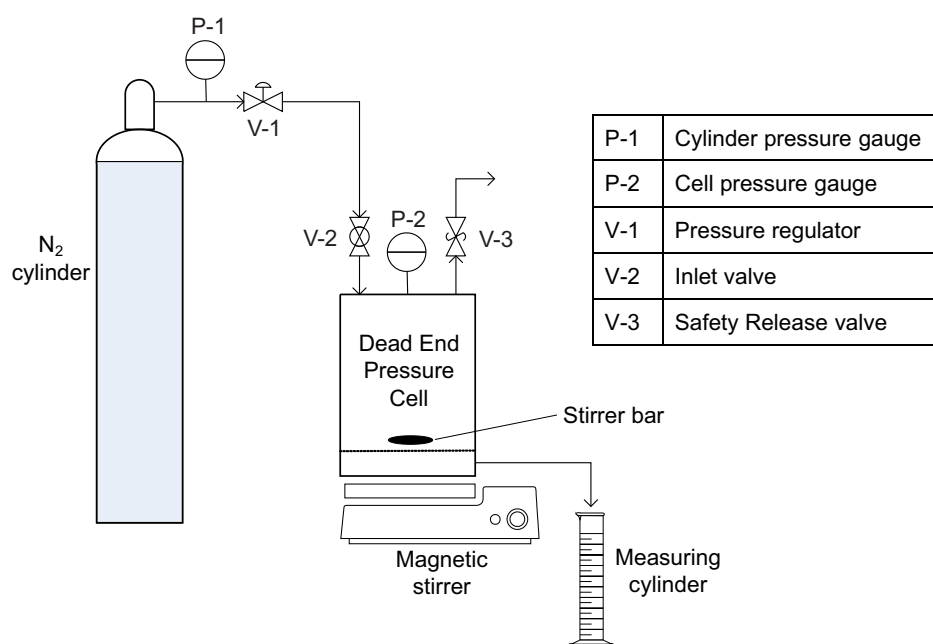 P-1
V-1
N2
cylinder
V-2
P-2
V-3
Dead End
Pressure
Cell
Stirrer bar
Magnetic
stirrer
Measuring
cylinder
P-1 Cylinder pressure gauge
P-2 Cell pressure gauge
V-1 Pressure regulator
V-2 Inlet valve
V-3 Safety Release valve